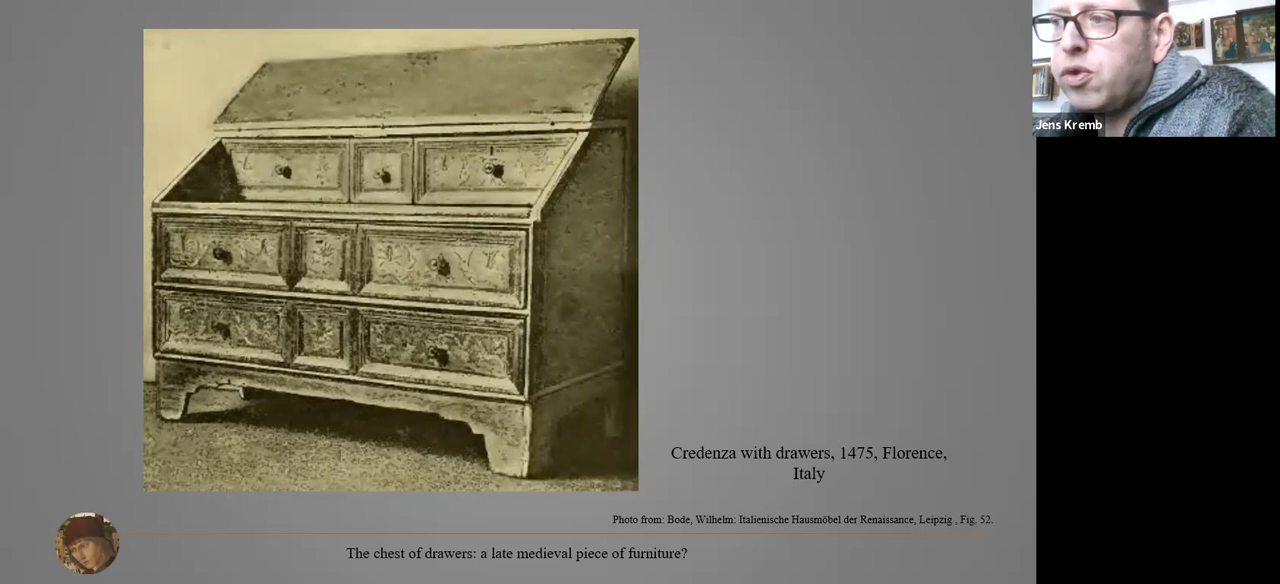 Jens Kremb
Credenza with drawers, 1475, Florence,
Italy
Photo from: Bode, Wilhelm: Italienische Hausmöbel der Renaissance, Leipzig , Fig. 52.
The chest of drawers: a late medieval piece of furniture?